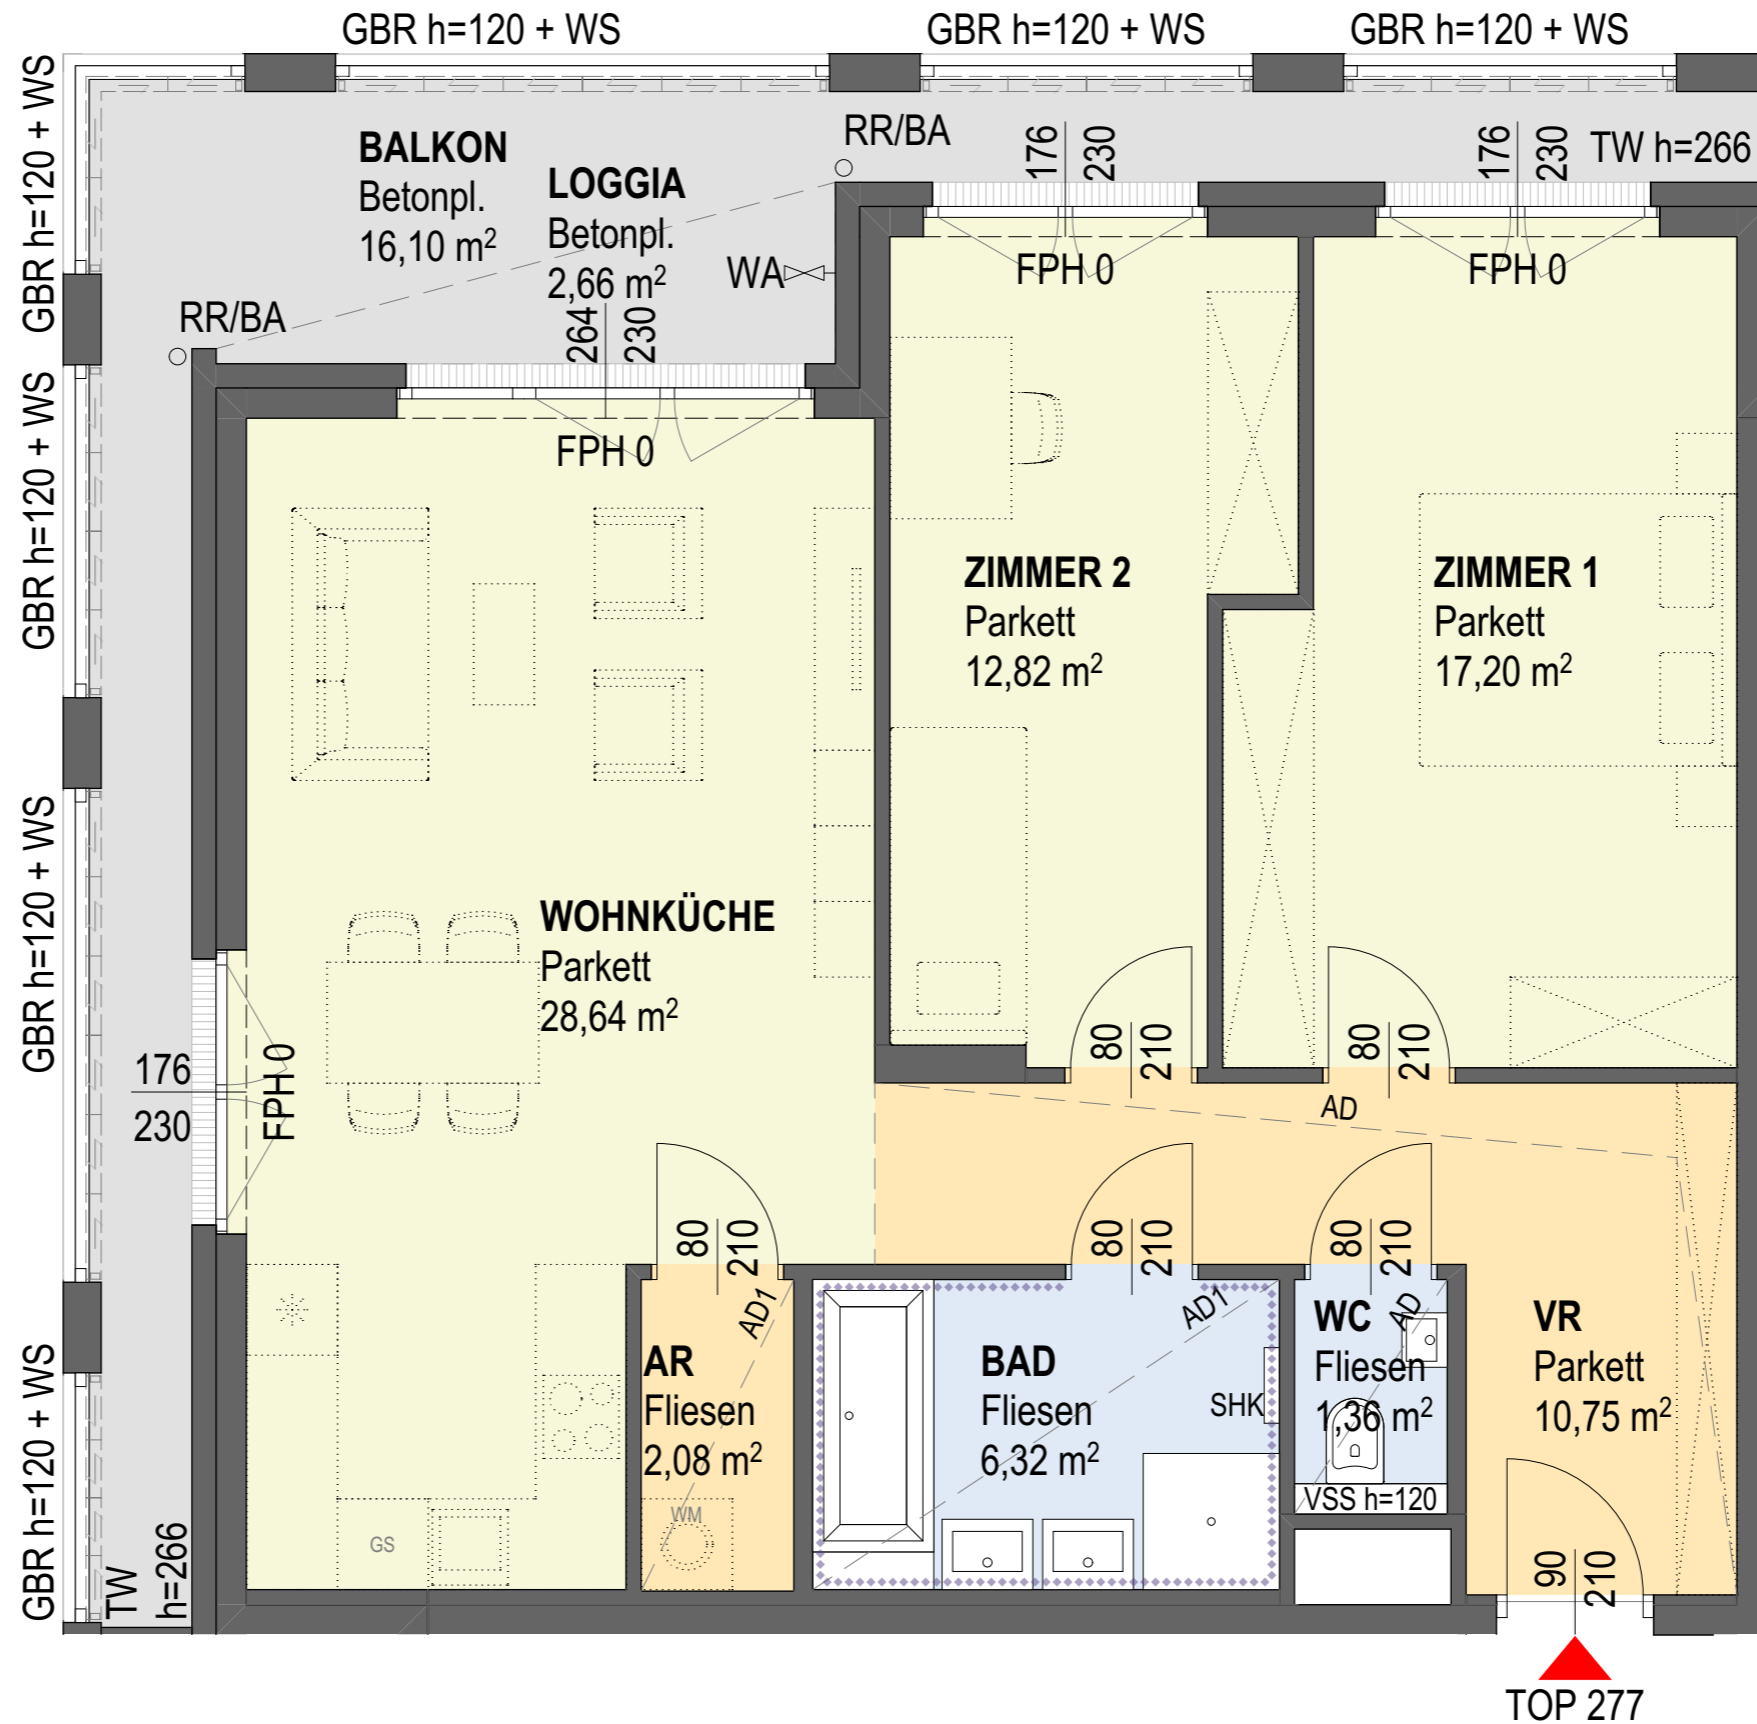 GBR h=120 + WS
GBR h=120 + WS
GBR h=120 + WS
GBR h=120 + WS
BALKON
Betonpl.
16,10 m²
LOGGIA
Betonpl.
2,66 m²
RR/BA
176
230
176
230
TW h=266
WA
RR/BA
264
230
FPH 0
FPH 0
FPH 0
GBR h=120 + WS
ZIMMER 2
Parkett
12,82 m²
ZIMMER 1
Parkett
17,20 m²
GBR h=120 + WS
WOHNKÜCHE
Parkett
28,64 m²
176
230
FPH 0
80
210
80
210
AD
80
210
80
210
80
210
GBR h=120 + WS
TW
h=266
AR
Fliesen
2,08 m²
AD1
WM
GS
BAD
Fliesen
6,32 m²
AD1
SHK
WC
Fliesen
1,36 m²
AD
VSS h=120
VR
Parkett
10,75 m²
90
210
TOP 277